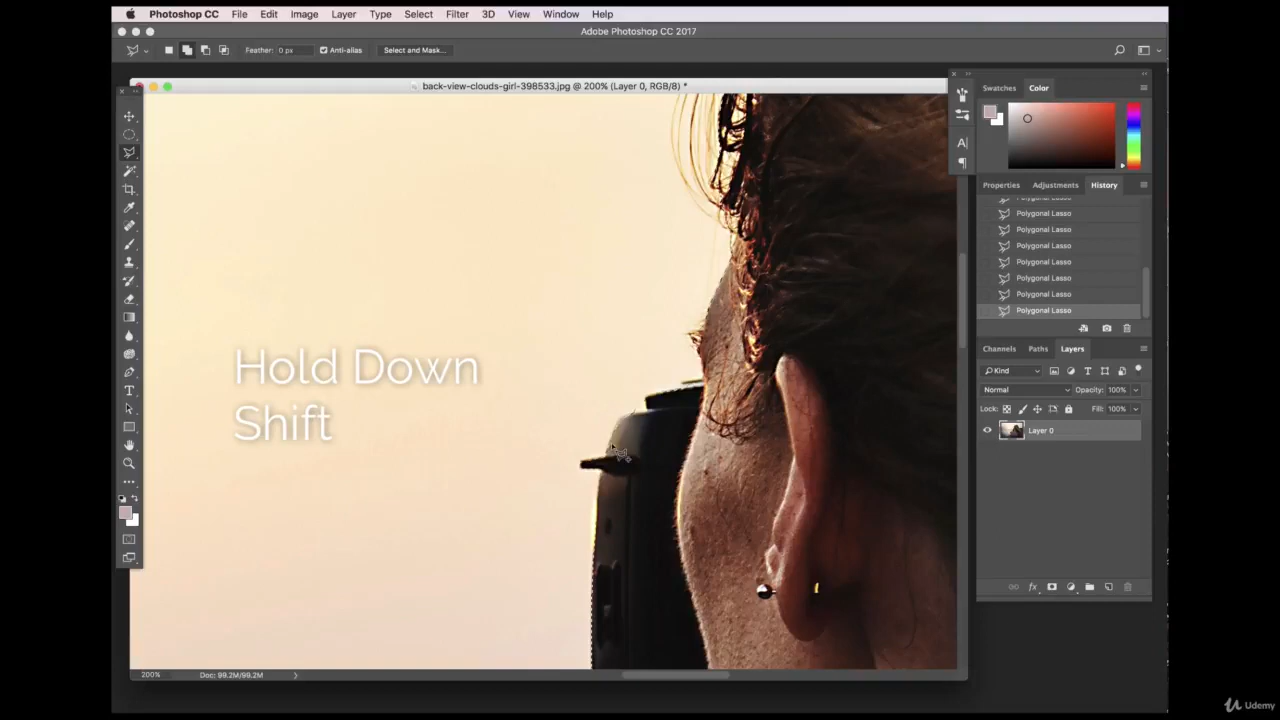 Photoshop CC File Edit Image Layer Type Select Filter 3D View Window Help
Adobe Photoshop CC 2017
Feather: 0 px Anti-alias Select and Mask...
back-view-clouds-girl-398533.jpg @ 200% (Layer 0, RGB/8) *
Swatches Color
A|
Properties Adjustments History
Polygonal Lasso
Polygonal Lasso
Polygonal Lasso
Polygonal Lasso
Polygonal Lasso
Polygonal Lasso
Polygonal Lasso
Polygonal Lasso
Channels Paths Layers
Kind
Normal Opacity: 100%
Lock: Fill: 100%
Layer 0
Hold Down
Shift
T
fx
200% Doc: 99.2M/99.2M
Udemy